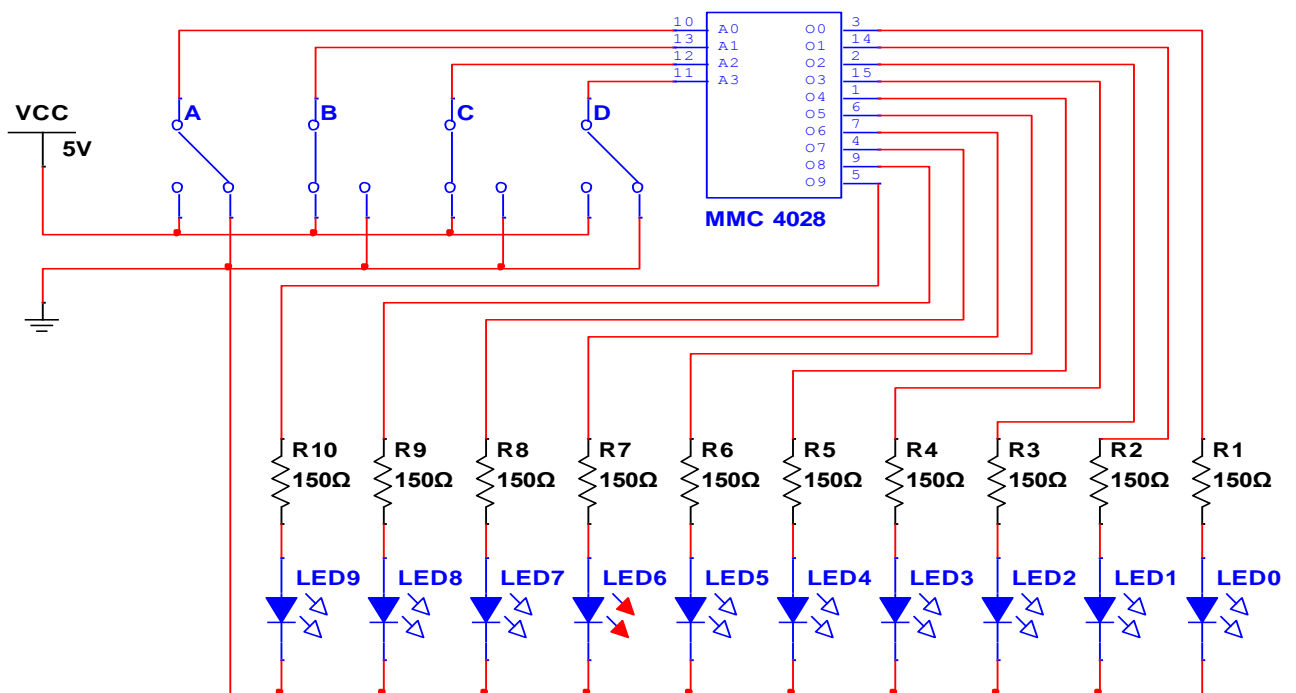 10 A0 O0 3
13 A1 O1 14
12 A2 O2 2
11 A3 O3 15
O4 1
O5 6
O6 7
O7 4
O8 9
O9 5
MMC 4028
VCC
5V
A B C D
R10 R9 R8 R7 R6 R5 R4 R3 R2 R1
150Ω 150Ω 150Ω 150Ω 150Ω 150Ω 150Ω 150Ω 150Ω 150Ω
LED9 LED8 LED7 LED6 LED5 LED4 LED3 LED2 LED1 LED0